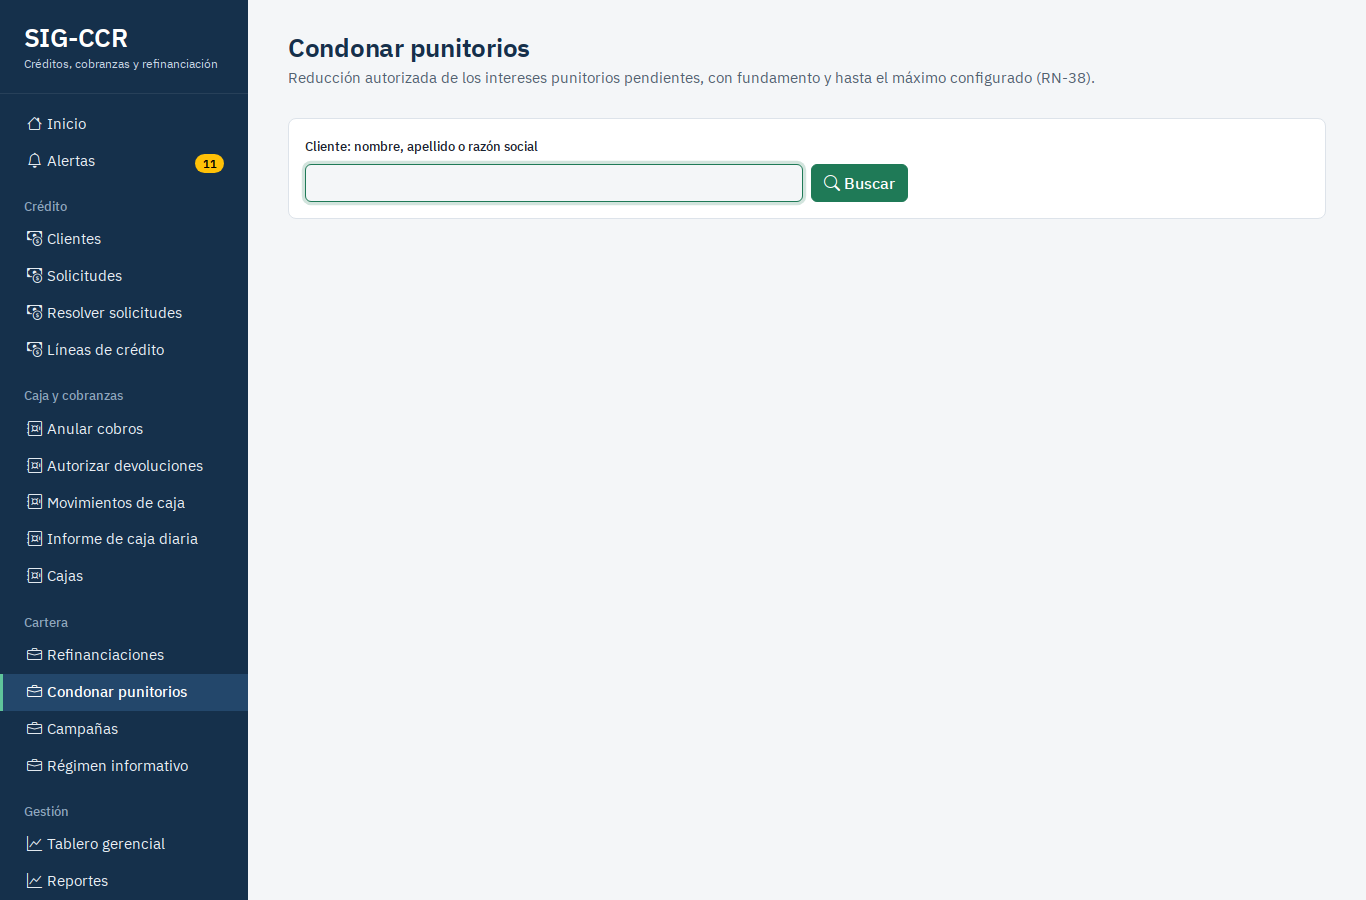 SIG-CCR
Créditos, cobranzas y refinanciación
Inicio
Alertas 11
Crédito
Clientes
Solicitudes
Resolver solicitudes
Líneas de crédito
Caja y cobranzas
Anular cobros
Autorizar devoluciones
Movimientos de caja
Informe de caja diaria
Cajas
Cartera
Refinanciaciones
Condonar punitorios
Campañas
Régimen informativo
Gestión
Tablero gerencial
Reportes
Condonar punitorios
Reducción autorizada de los intereses punitorios pendientes, con fundamento y hasta el máximo configurado (RN-38).
Cliente: nombre, apellido o razón social
Buscar